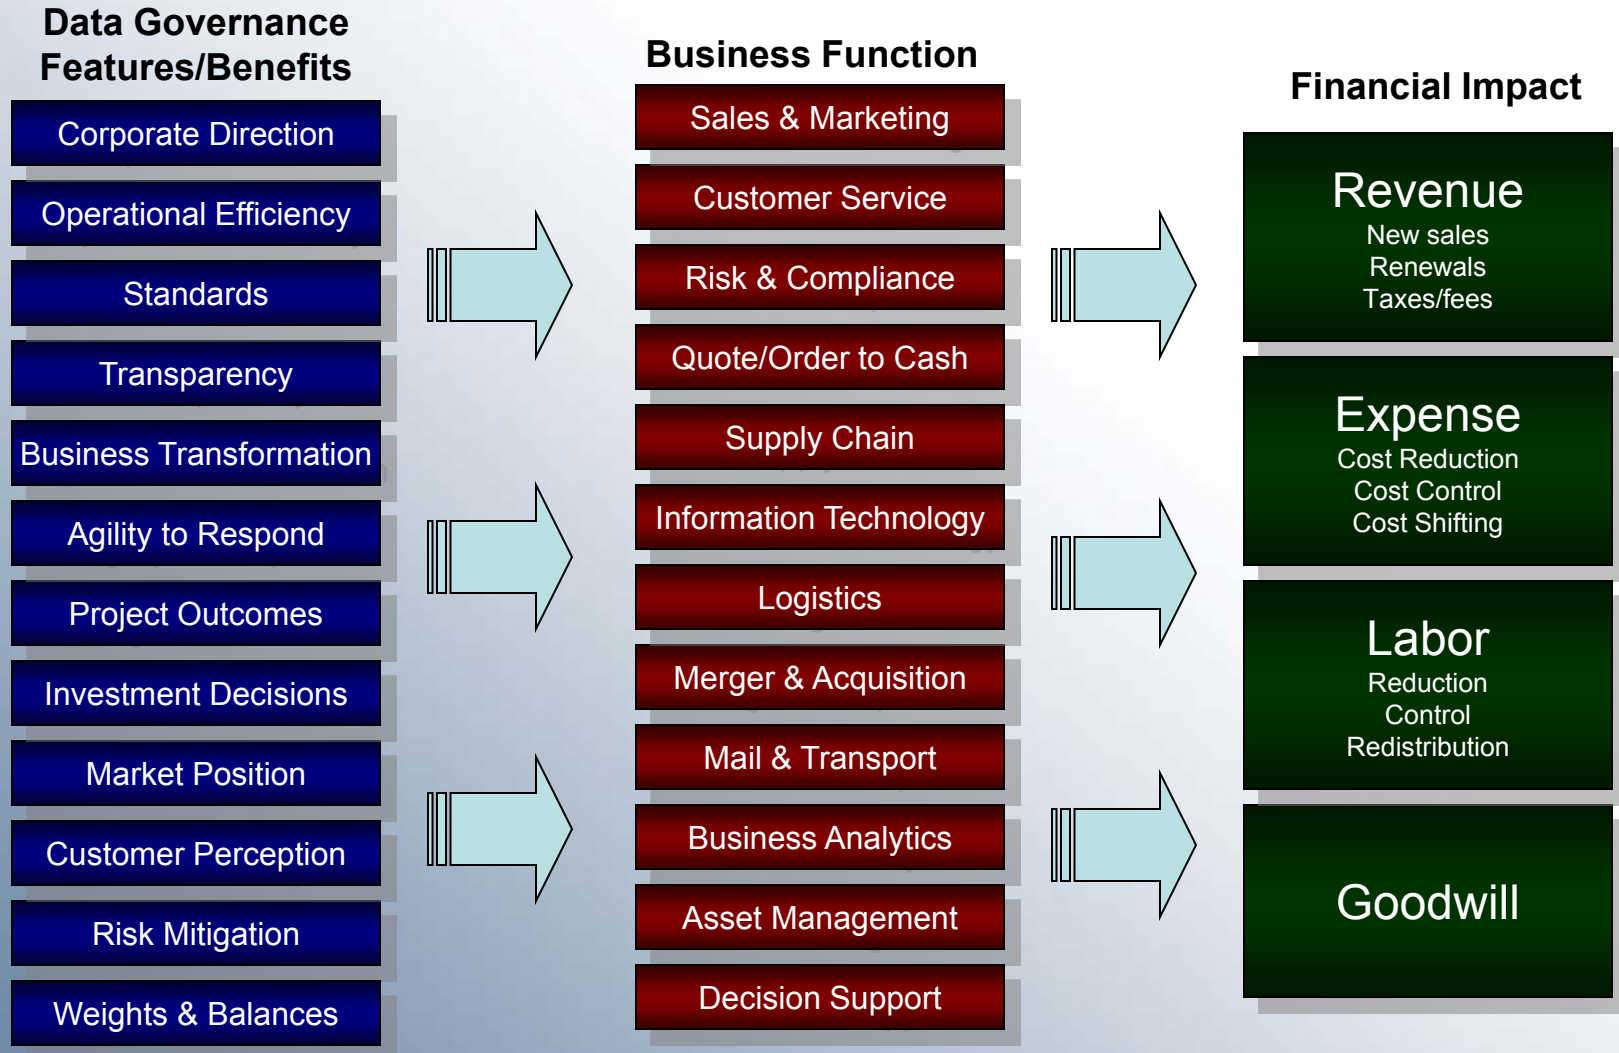 Data Governance
Features/Benefits
Corporate Direction
Operational Efficiency
Standards
Transparency
Business Transformation
Agility to Respond
Project Outcomes
Investment Decisions
Market Position
Customer Perception
Risk Mitigation
Weights & Balances
Business Function
Sales & Marketing
Customer Service
Risk & Compliance
Quote/Order to Cash
Supply Chain
Information Technology
Logistics
Merger & Acquisition
Mail & Transport
Business Analytics
Asset Management
Decision Support
Financial Impact
Revenue
New sales
Renewals
Taxes/fees
Expense
Cost Reduction
Cost Control
Cost Shifting
Labor
Reduction
Control
Redistribution
Goodwill